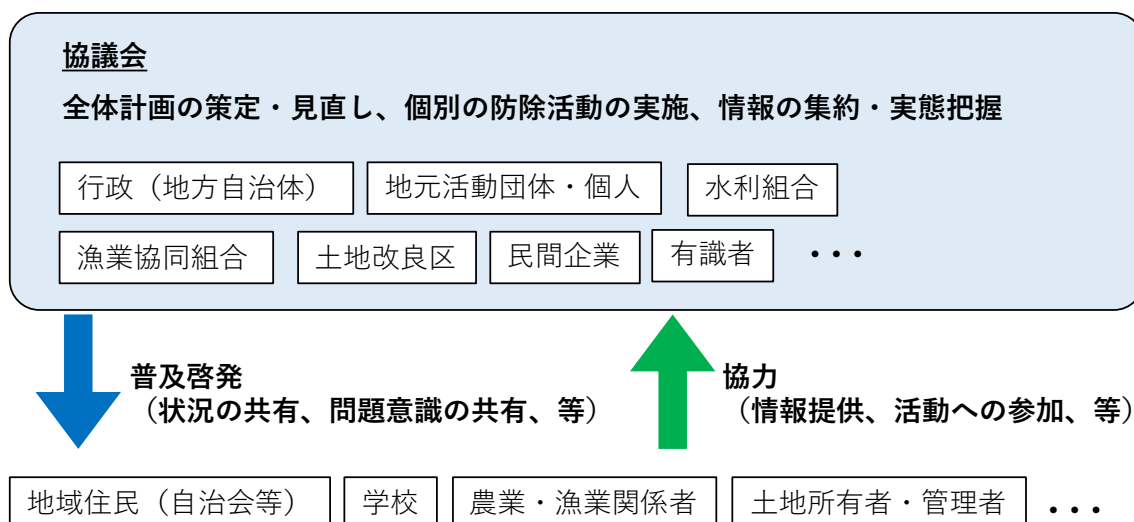 協議会
全体計画の策定・見直し、個別の防除活動の実施、情報の集約・実態把握
行政（地方自治体） 地元活動団体・個人 水利組合
漁業協同組合 土地改良区 民間企業 有識者 ・・・
普及啓発
（状況の共有、問題意識の共有、等）
協力
（情報提供、活動への参加、等）
地域住民（自治会等） 学校 農業・漁業関係者 土地所有者・管理者 ・・・